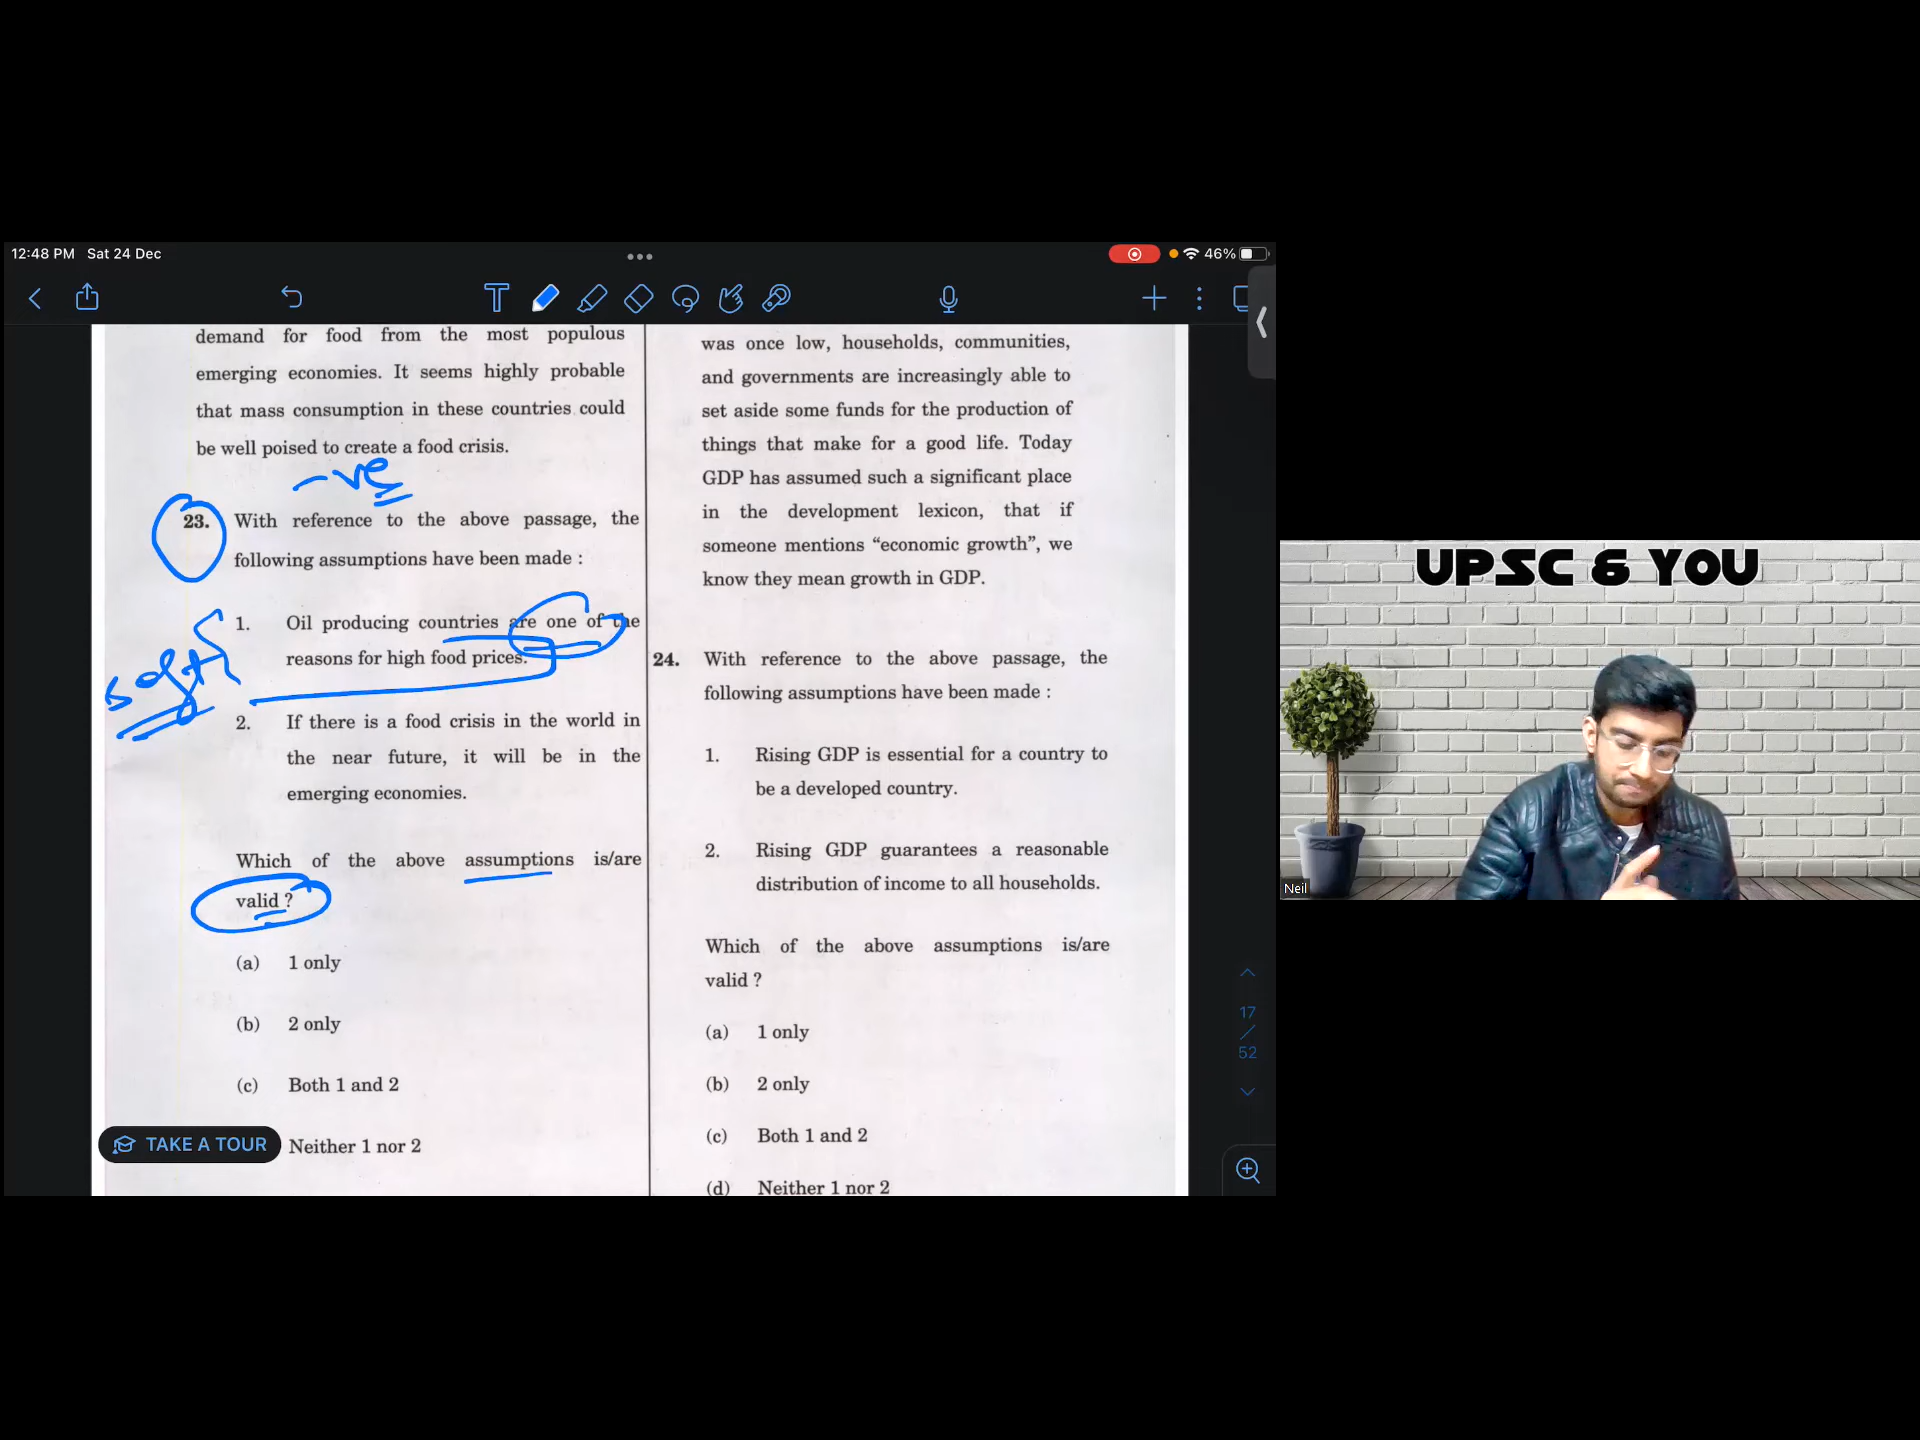 12:48 PM Sat 24 Dec
46%
demand for food from the most populous
emerging economies. It seems highly probable
that mass consumption in these countries could
be well poised to create a food crisis.
-ve
23. With reference to the above passage, the
following assumptions have been made :
1. Oil producing countries are one of the
reasons for high food prices.
soft
2. If there is a food crisis in the world in
the near future, it will be in the
emerging economies.
Which of the above assumptions is/are
valid ?
(a) 1 only
(b) 2 only
(c) Both 1 and 2
TAKE A TOUR
Neither 1 nor 2
was once low, households, communities,
and governments are increasingly able to
set aside some funds for the production of
things that make for a good life. Today
GDP has assumed such a significant place
in the development lexicon, that if
someone mentions “economic growth”, we
know they mean growth in GDP.
24. With reference to the above passage, the
following assumptions have been made :
1. Rising GDP is essential for a country to
be a developed country.
2. Rising GDP guarantees a reasonable
distribution of income to all households.
Which of the above assumptions is/are
valid ?
(a) 1 only
(b) 2 only
(c) Both 1 and 2
(d) Neither 1 nor 2
17
/
52
UPSC & YOU
Neil